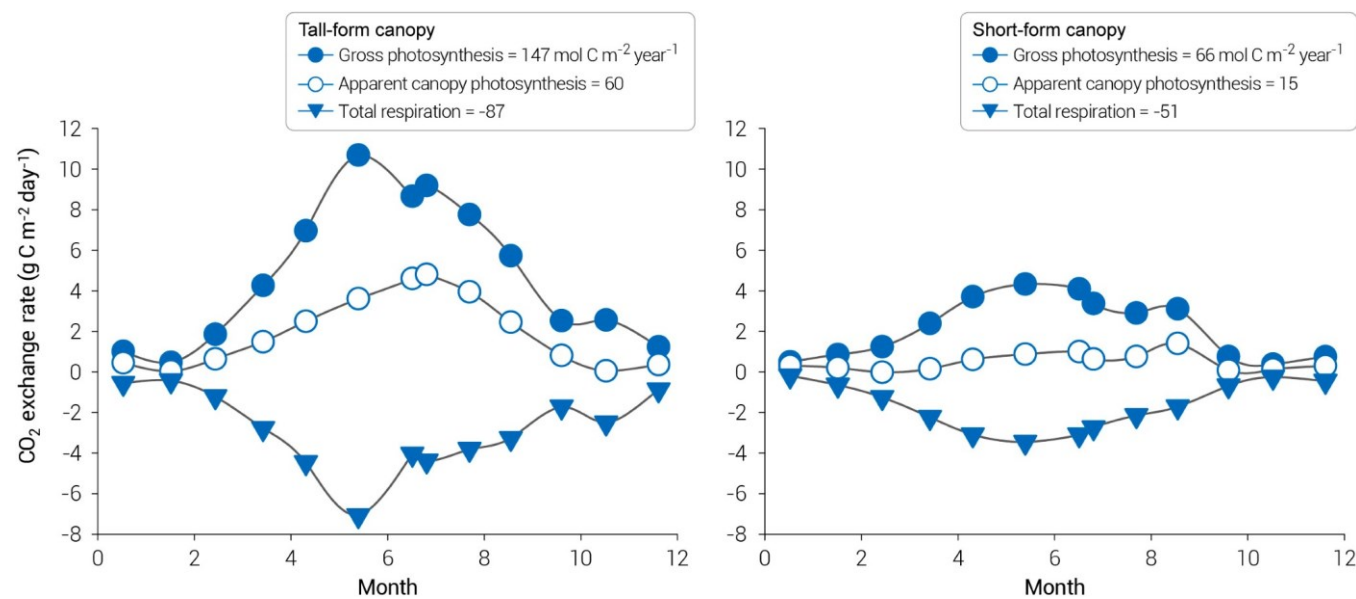 Tall-form canopy
Gross photosynthesis = 147 mol C m⁻² year⁻¹
Apparent canopy photosynthesis = 60
Total respiration = -87
Short-form canopy
Gross photosynthesis = 66 mol C m⁻² year⁻¹
Apparent canopy photosynthesis = 15
Total respiration = -51
CO₂ exchange rate (g C m⁻² day⁻¹)
12
10
8
6
4
2
0
-2
-4
-6
-8
0 2 4 6 8 10 12
Month
12
10
8
6
4
2
0
-2
-4
-6
-8
0 2 4 6 8 10 12
Month